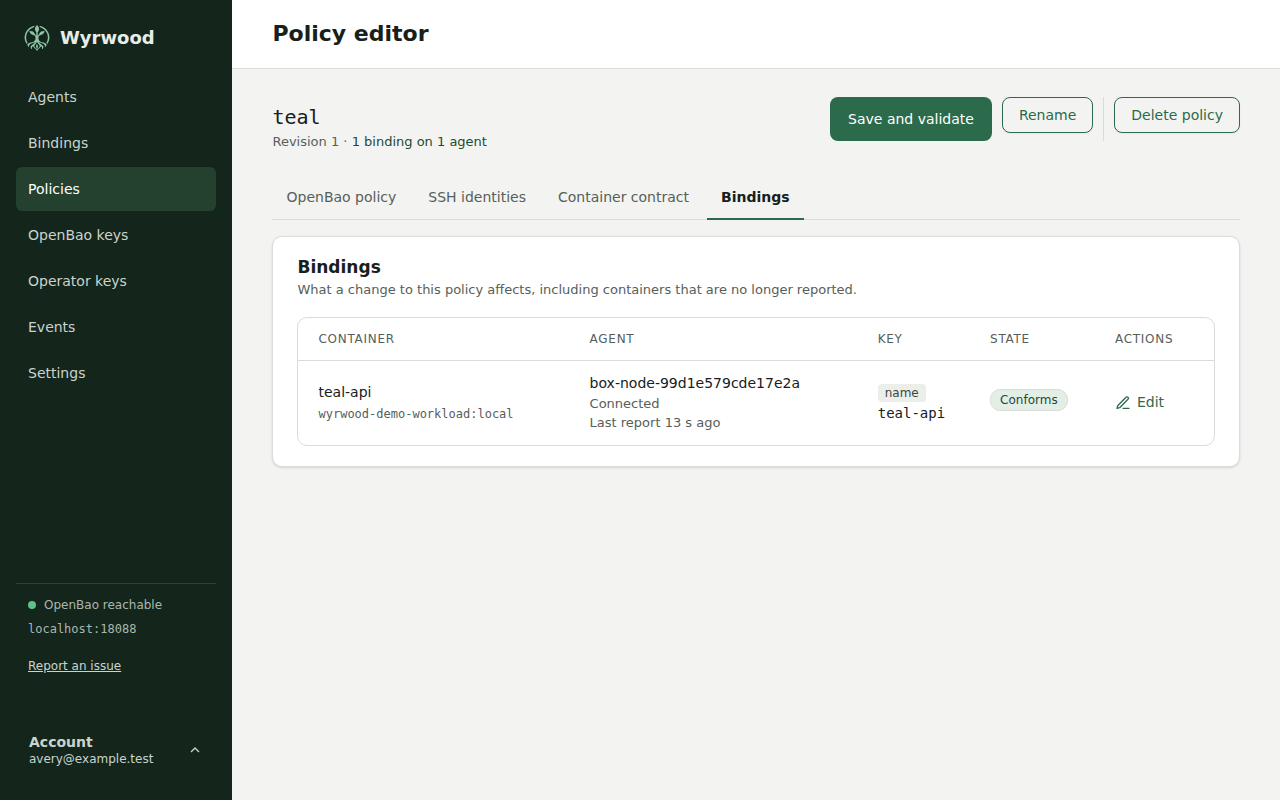 Wyrwood
Agents
Bindings
Policies
OpenBao keys
Operator keys
Events
Settings
OpenBao reachable
localhost:18088
Report an issue
Account
avery@example.test
Policy editor
teal
Revision 1 · 1 binding on 1 agent
Save and validate
Rename
Delete policy
OpenBao policy
SSH identities
Container contract
Bindings
Bindings
What a change to this policy affects, including containers that are no longer reported.
CONTAINER AGENT KEY STATE ACTIONS
teal-api
wyrwood-demo-workload:local
box-node-99d1e579cde17e2a
Connected
Last report 13 s ago
name
teal-api
Conforms
Edit